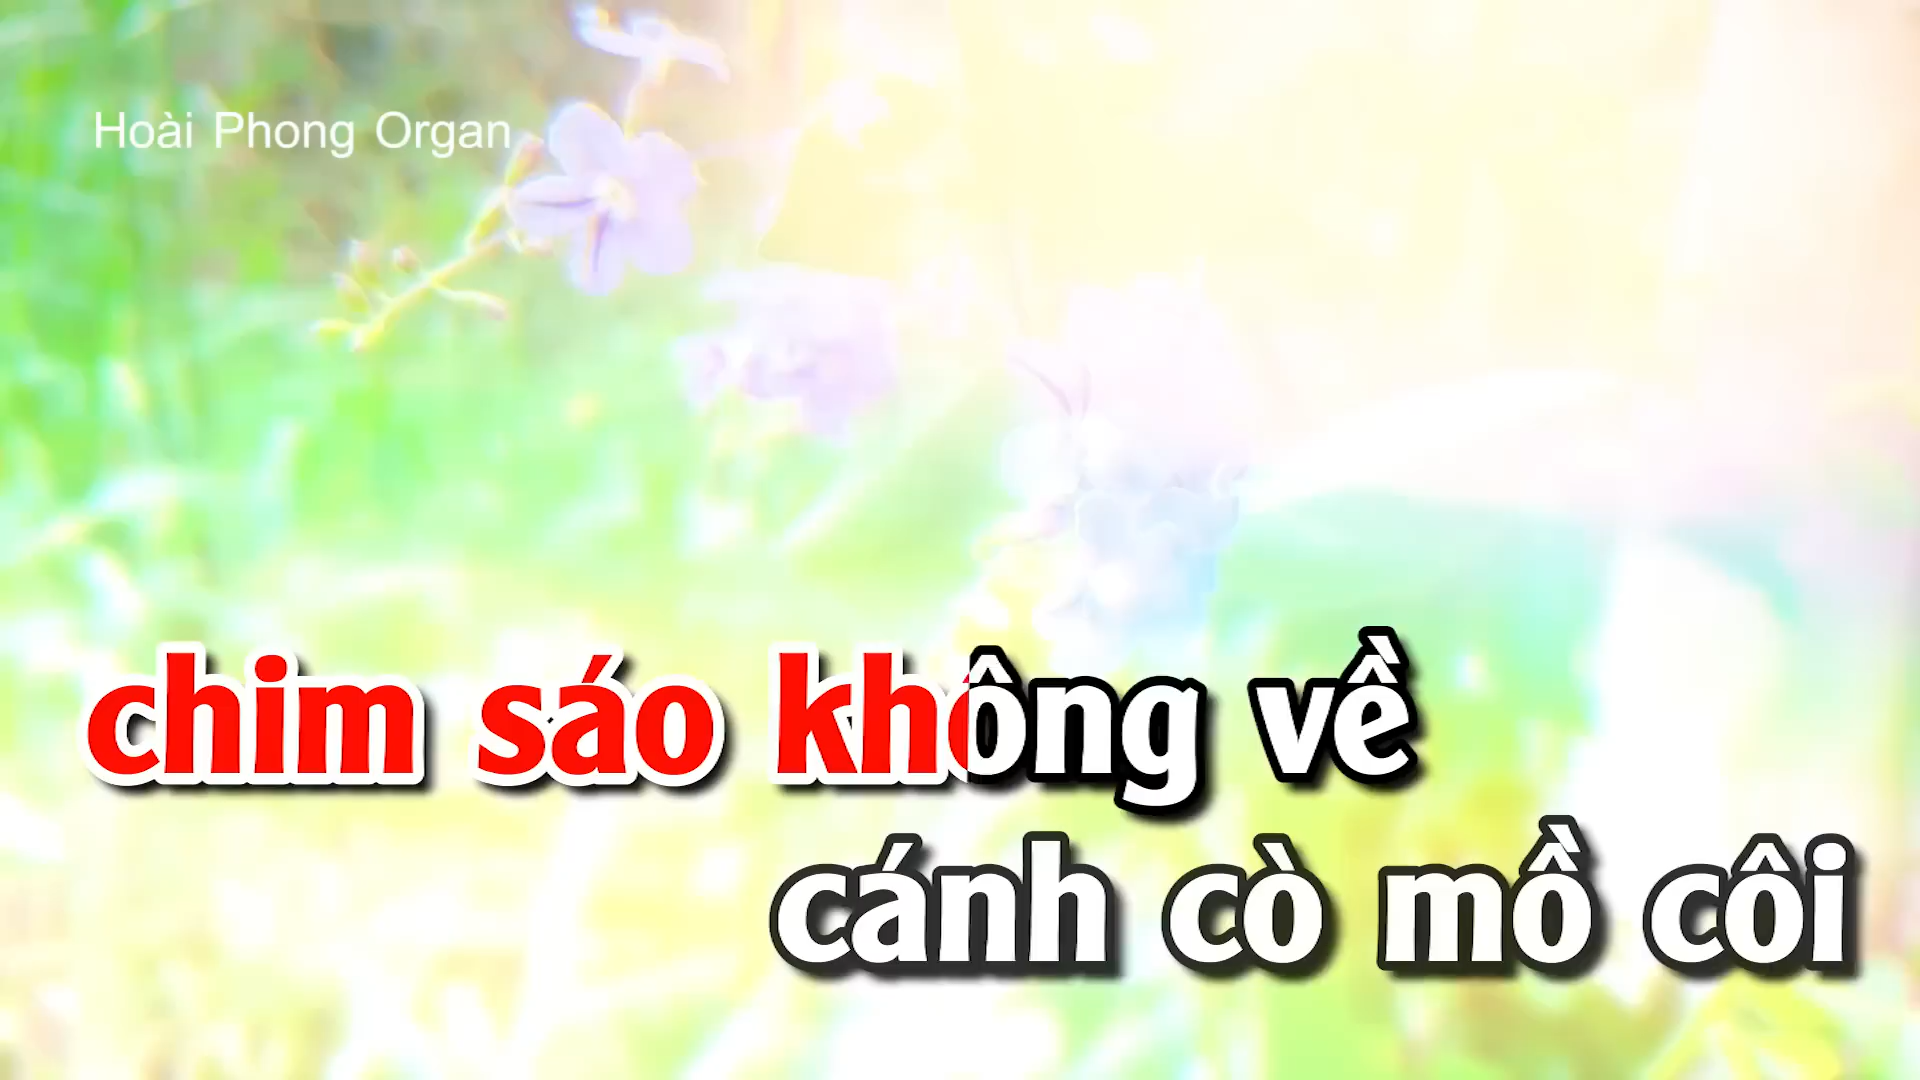 Hoài Phong Organ
chim sáo không về
cánh cò mồ côi